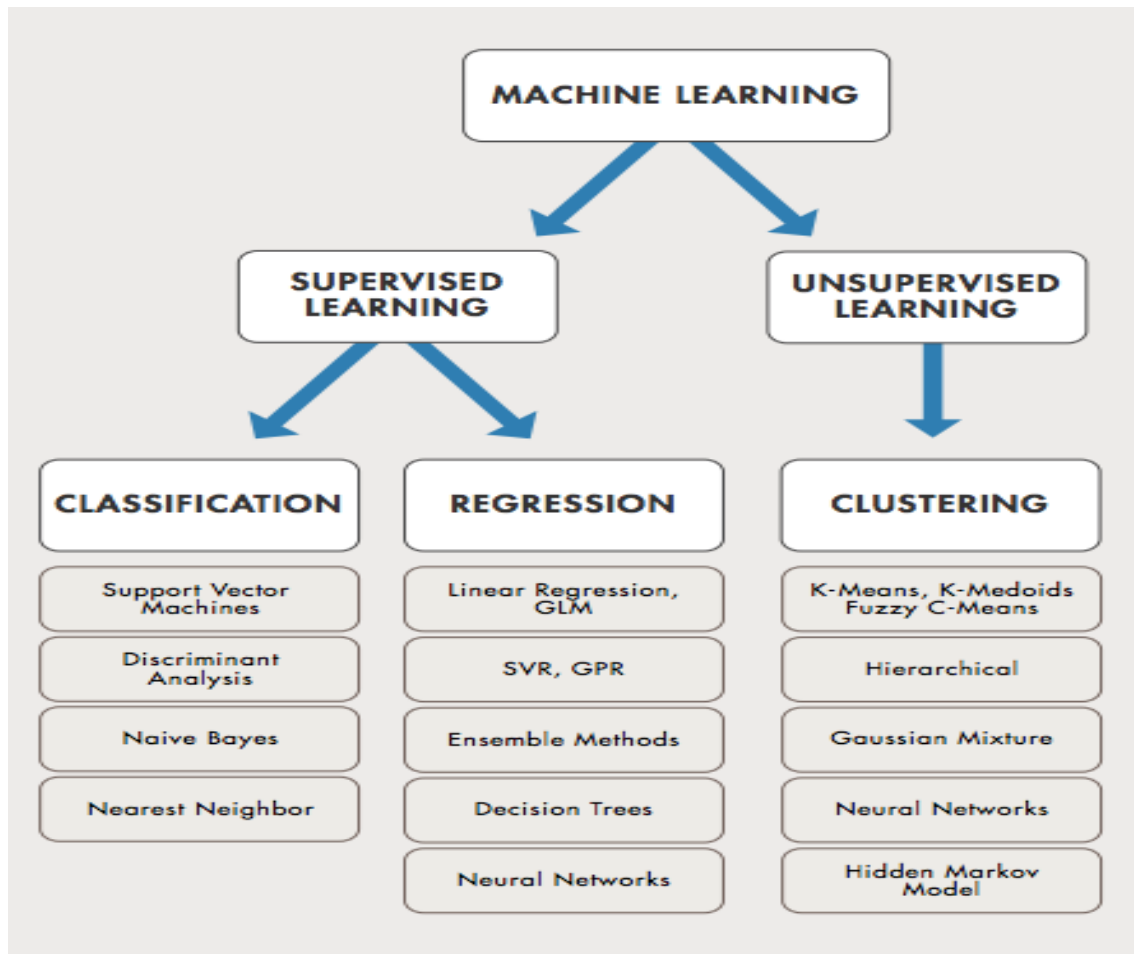 MACHINE LEARNING
SUPERVISED
LEARNING
UNSUPERVISED
LEARNING
CLASSIFICATION
Support Vector
Machines
Discriminant
Analysis
Naive Bayes
Nearest Neighbor
REGRESSION
Linear Regression,
GLM
SVR, GPR
Ensemble Methods
Decision Trees
Neural Networks
CLUSTERING
K-Means, K-Medoids
Fuzzy C-Means
Hierarchical
Gaussian Mixture
Neural Networks
Hidden Markov
Model